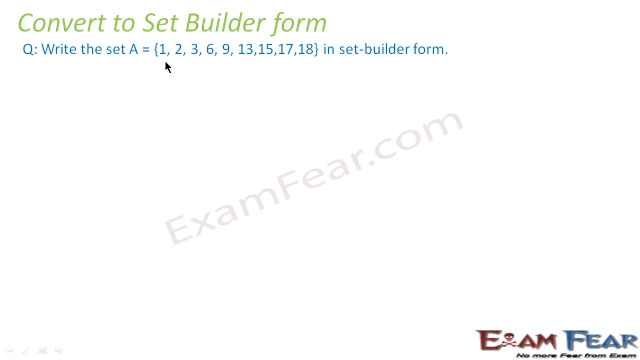 Convert to Set Builder form
Q: Write the set A = {1, 2, 3, 6, 9, 13,15,17,18} in set-builder form.
ExamFear.com
EXAM FEAR
No more Fear from Exam